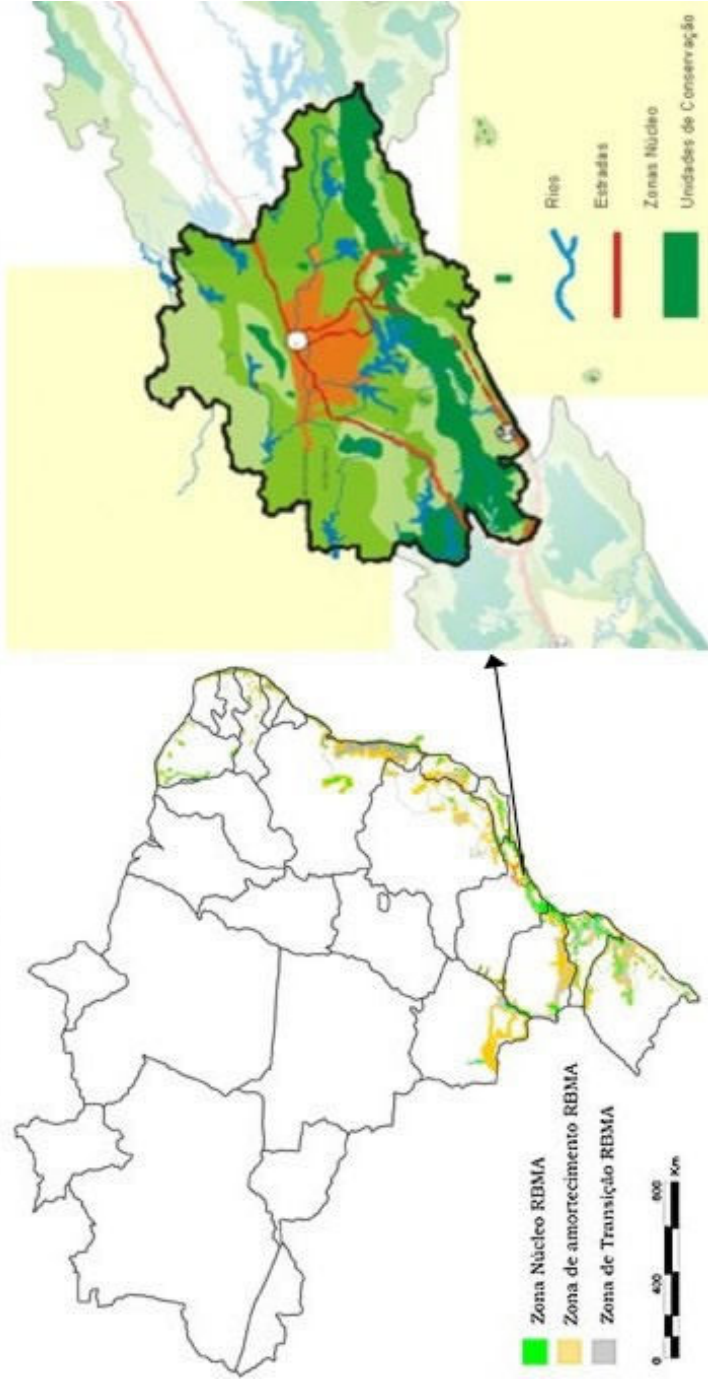 Zona Núcleo RBMA
Zona de amortecimento RBMA
Zona de Transição RBMA
0 400 600 Km
Rios
Estradas
Zonas Núcleo
Unidades de Conservação